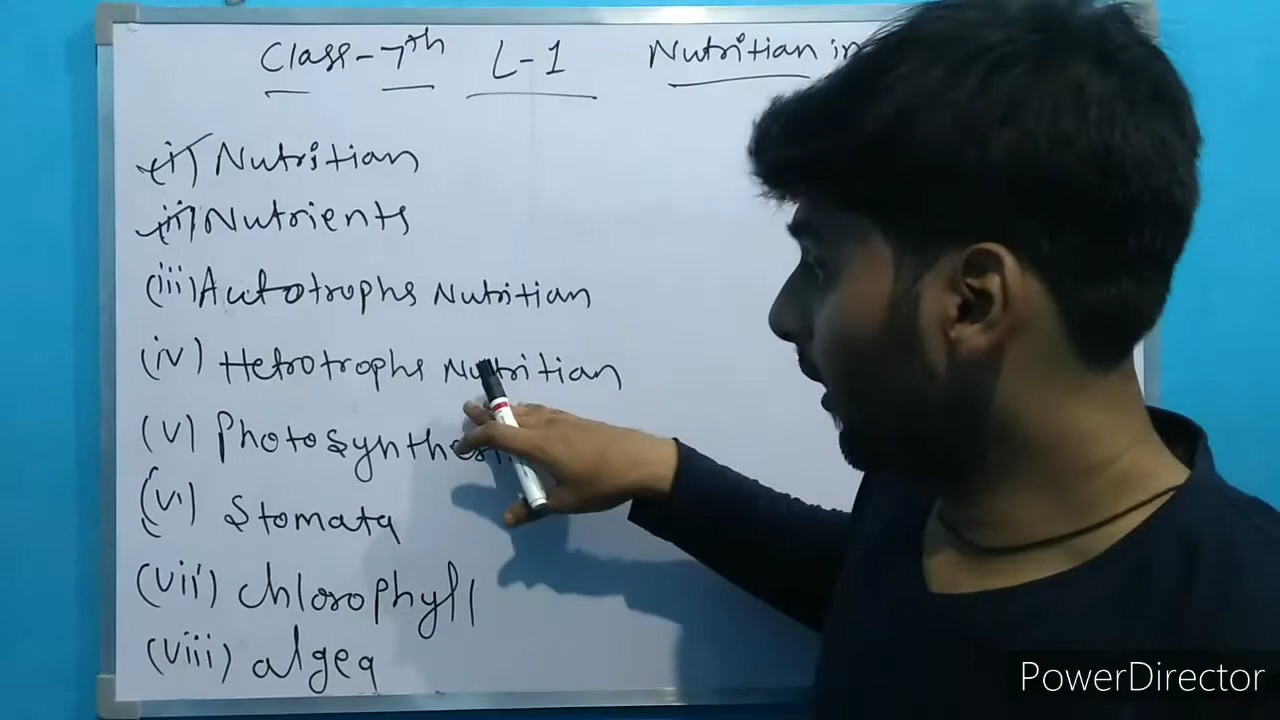 Class-7th L-1 Nutritian in
(i) Nutritian
(ii) Nutrients
(iii) Autotrophs Nutritian
(iv) Hetrotrophs Nutritian
(v) Photosynthesi
(vi) Stomata
(vii) chlorophyll
(viii) algea
PowerDirector